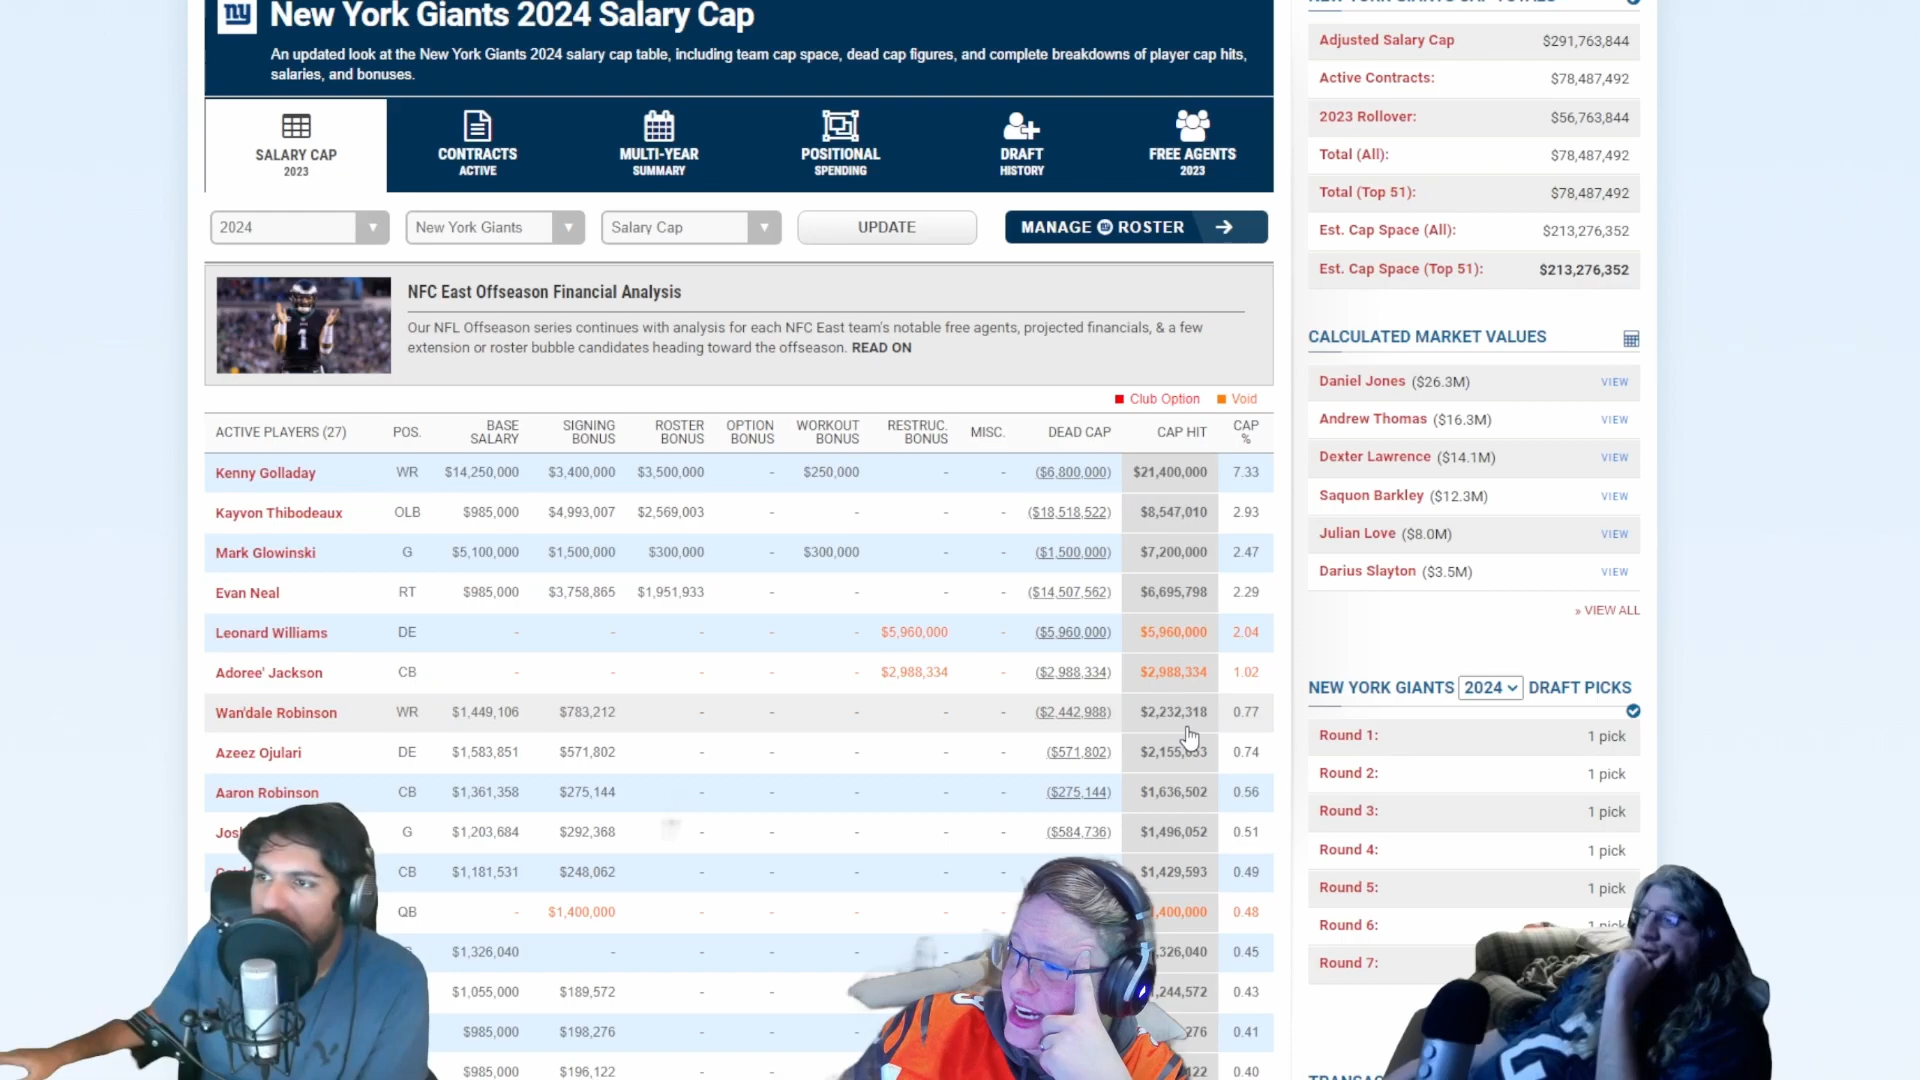 ny
New York Giants 2024 Salary Cap
An updated look at the New York Giants 2024 salary cap table, including team cap space, dead cap figures, and complete breakdowns of player cap hits,
salaries, and bonuses.
SALARY CAP
2023
CONTRACTS
ACTIVE
MULTI-YEAR
SUMMARY
POSITIONAL
SPENDING
DRAFT
HISTORY
FREE AGENTS
2023
2024 New York Giants Salary Cap UPDATE MANAGE ROSTER
NFC East Offseason Financial Analysis
Our NFL Offseason series continues with analysis for each NFC East team's notable free agents, projected financials, & a few
extension or roster bubble candidates heading toward the offseason. READ ON
Club Option Void
ACTIVE PLAYERS (27) POS. BASE SALARY SIGNING BONUS ROSTER BONUS OPTION BONUS WORKOUT BONUS RESTRUC. BONUS MISC. DEAD CAP CAP HIT CAP %
Kenny Golladay WR $14,250,000 $3,400,000 $3,500,000 - $250,000 - - ($6,800,000) $21,400,000 7.33
Kayvon Thibodeaux OLB $985,000 $4,993,007 $2,569,003 - - - - ($18,518,522) $8,547,010 2.93
Mark Glowinski G $5,100,000 $1,500,000 $300,000 - $300,000 - - ($1,500,000) $7,200,000 2.47
Evan Neal RT $985,000 $3,758,865 $1,951,933 - - - - ($14,507,562) $6,695,798 2.29
Leonard Williams DE - - - - - $5,960,000 - ($5,960,000) $5,960,000 2.04
Adoree' Jackson CB - - - - - $2,988,334 - ($2,988,334) $2,988,334 1.02
Wan'dale Robinson WR $1,449,106 $783,212 - - - - - ($2,442,988) $2,232,318 0.77
Azeez Ojulari DE $1,583,851 $571,802 - - - - - ($571,802) 0.74
Aaron Robinson CB $1,361,358 $275,144 - - - - - ($275,144) $1,636,502 0.56
G $1,203,684 $292,368 - - - - - ($584,736) $1,496,052 0.51
CB $1,181,531 $248,062 - - - - - $1,429,593 0.49
QB - $1,400,000 - - - - - 0.48
$1,326,040 - - - - - - 0.45
$1,055,000 $189,572 - - - - - 0.43
$985,000 $198,276 - - - - 0.41
$985,000 $196,122 - - - - 0.40
NEW YORK GIANTS CAP TOTALS
Adjusted Salary Cap $291,763,844
Active Contracts: $78,487,492
2023 Rollover: $56,763,844
Total (All): $78,487,492
Total (Top 51): $78,487,492
Est. Cap Space (All): $213,276,352
Est. Cap Space (Top 51): $213,276,352
CALCULATED MARKET VALUES
Daniel Jones ($26.3M) VIEW
Andrew Thomas ($16.3M) VIEW
Dexter Lawrence ($14.1M) VIEW
Saquon Barkley ($12.3M) VIEW
Julian Love ($8.0M) VIEW
Darius Slayton ($3.5M) VIEW
» VIEW ALL
NEW YORK GIANTS 2024 DRAFT PICKS
Round 1: 1 pick
Round 2: 1 pick
Round 3: 1 pick
Round 4: 1 pick
Round 5: 1 pick
Round 6: 1 pick
Round 7: